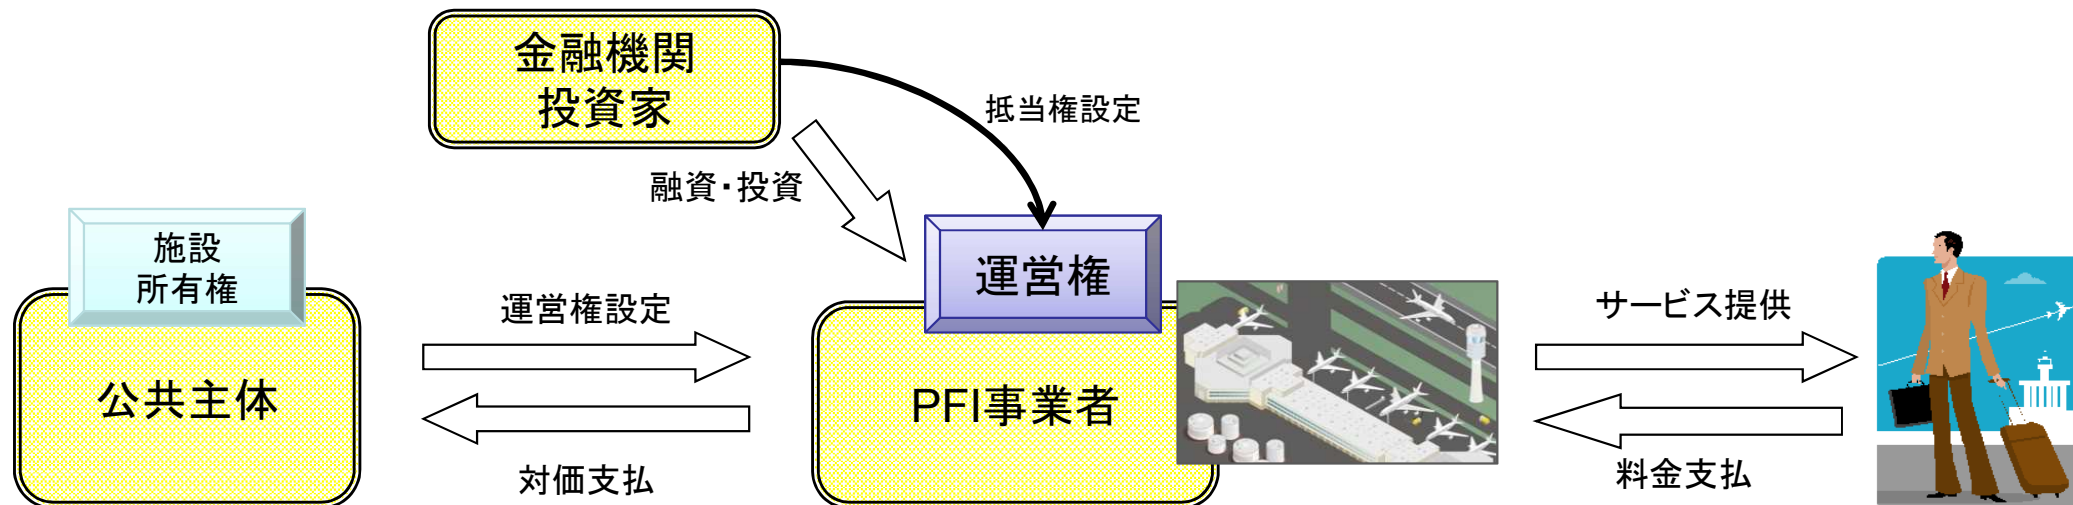 金融機関
投資家
抵当権設定
融資・投資
施設
所有権
運営権
運営権設定
サービス提供
公共主体
PFI事業者
対価支払
料金支払